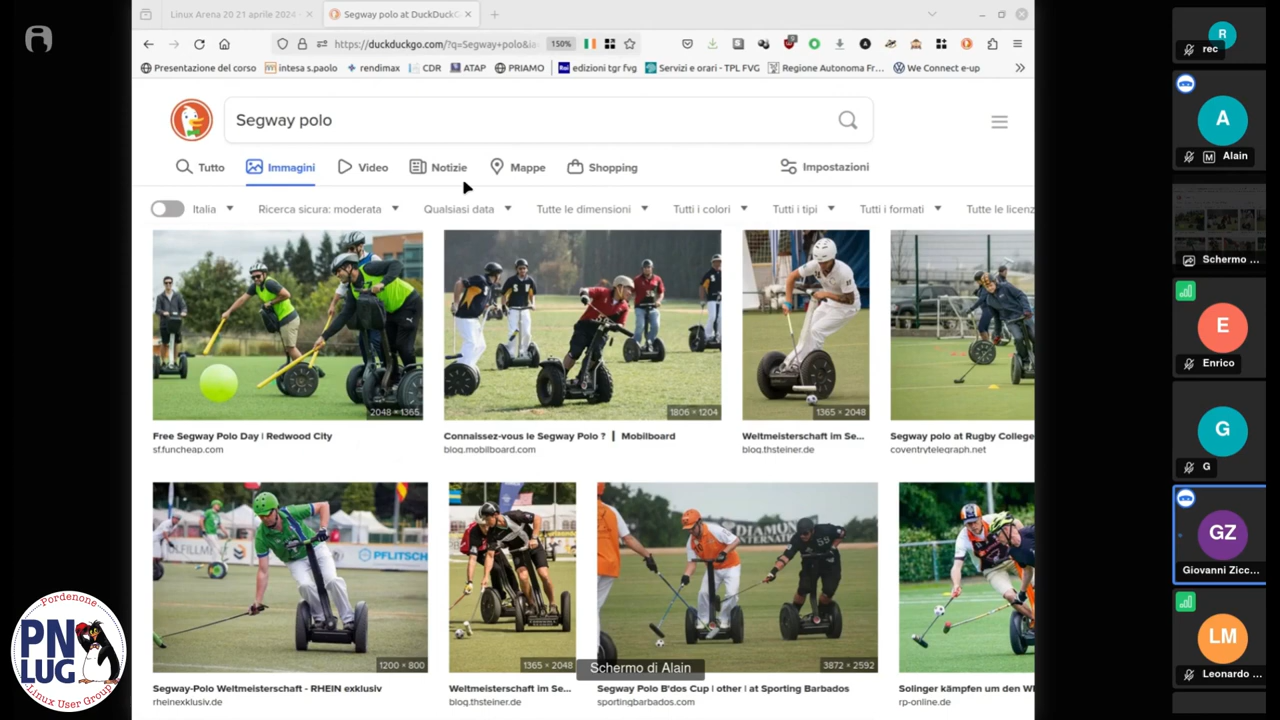 Linux Arena 20 21 aprile 2024
Segway polo at DuckDuckG
https://duckduckgo.com/?q=Segway+polo&ia
150%
Presentazione del corso
intesa s.paolo
rendimax
CDR
ATAP
PRIAMO
edizioni tgr fvg
Servizi e orari - TPL FVG
Regione Autonoma Fr...
We Connect e-up
Segway polo
Tutto
Immagini
Video
Notizie
Mappe
Shopping
Impostazioni
Italia
Ricerca sicura: moderata
Qualsiasi data
Tutte le dimensioni
Tutti i colori
Tutti i tipi
Tutti i formati
Tutte le licenz
2048 × 1365
1806 × 1204
1365 × 2048
Free Segway Polo Day | Redwood City
sf.funcheap.com
Connaissez-vous le Segway Polo ? | Mobilboard
blog.mobilboard.com
Weltmeisterschaft im Se...
blog.thsteiner.de
Segway polo at Rugby College
coventrytelegraph.net
PFLITSCH
DIAMON
INTERNATI
55
1200 × 800
1365 × 2048
3872 × 2592
Segway-Polo Weltmeisterschaft - RHEIN exklusiv
rheinexklusiv.de
Weltmeisterschaft im Se...
blog.thsteiner.de
Segway Polo B'dos Cup | other | at Sporting Barbados
sportingbarbados.com
Solinger kämpfen um den WM
rp-online.de
Schermo di Alain
Pordenone
PN
LUG
Linux User Group
R
rec
A
M
Alain
Schermo ...
E
Enrico
G
G
GZ
Giovanni Zicc...
LM
Leonardo ...